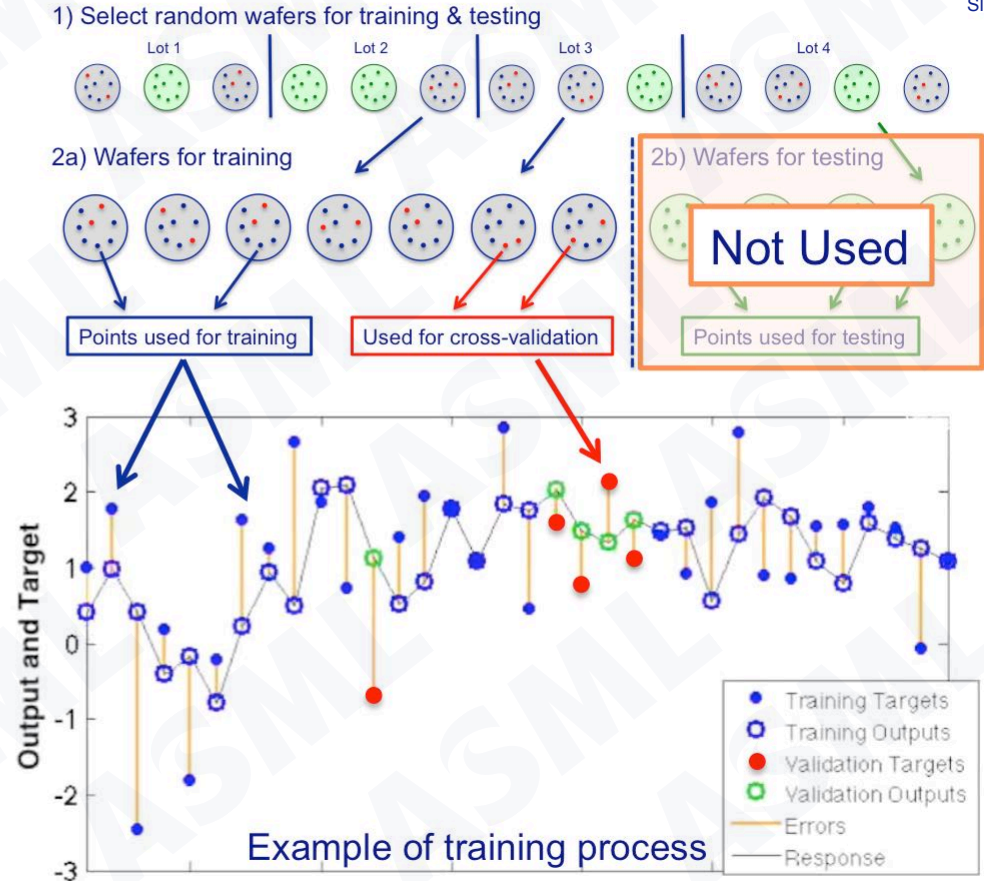 1) Select random wafers for training & testing
Lot 1
Lot 2
Lot 3
Lot 4
2a) Wafers for training
2b) Wafers for testing
Not Used
Points used for training
Used for cross-validation
Points used for testing
3
2
1
0
-1
-2
-3
Output and Target
Training Targets
Training Outputs
Validation Targets
Validation Outputs
Errors
Response
Example of training process
ASML